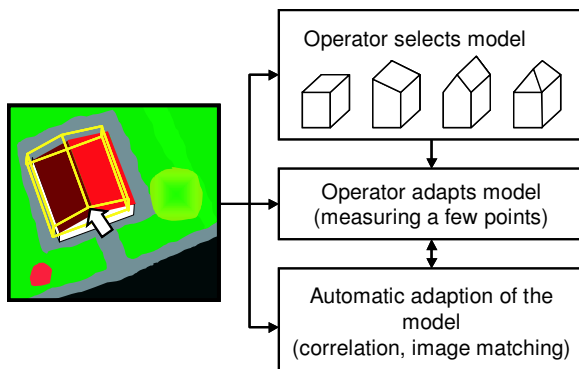 Operator selects model
Operator adapts model
(measuring a few points)
Automatic adaption of the
model
(correlation, image matching)